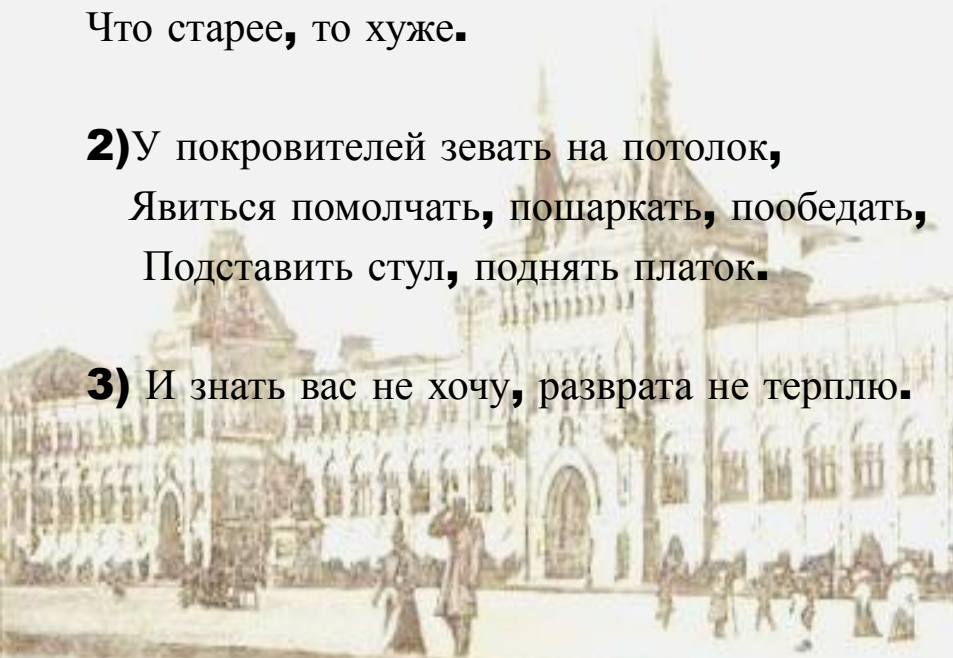 Что старее, то хуже.
2)У покровителей зевать на потолок,
Явиться помолчать, пошаркать, пообедать,
Подставить стул, поднять платок.
3) И знать вас не хочу, разврата не терплю.